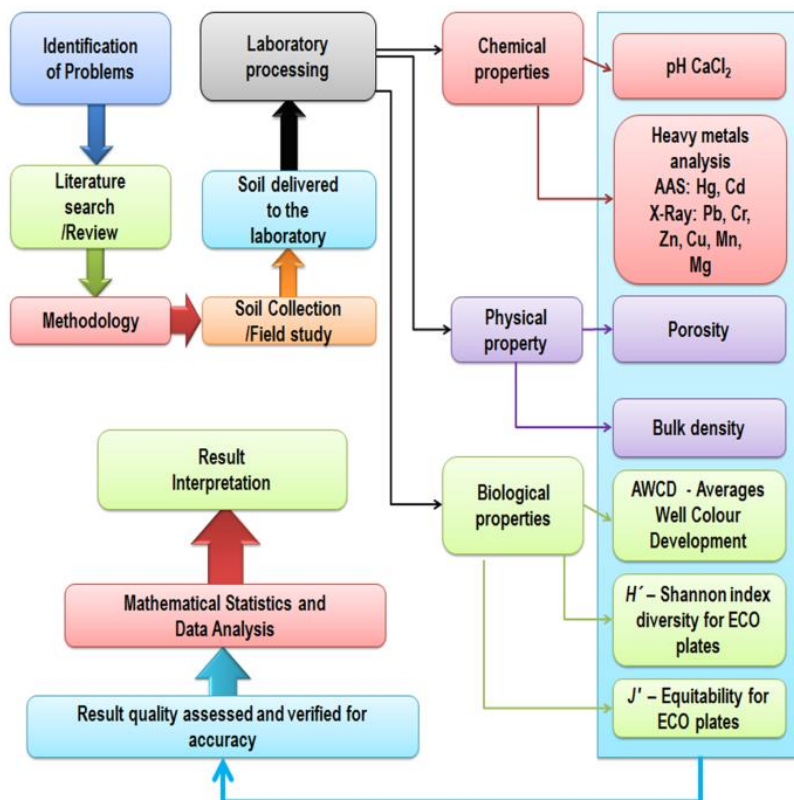 Identification
of Problems
Literature
search
/Review
Methodology
Soil Collection
/Field study
Soil delivered
to the
laboratory
Laboratory
processing
Chemical
properties
pH CaCl₂
Heavy metals
analysis
AAS: Hg, Cd
X-Ray: Pb, Cr,
Zn, Cu, Mn,
Mg
Physical
property
Porosity
Bulk density
Biological
properties
AWCD - Averages
Well Colour
Development
H´ – Shannon index
diversity for ECO
plates
J' – Equitability for
ECO plates
Result quality assessed and verified for
accuracy
Mathematical Statistics and
Data Analysis
Result
Interpretation